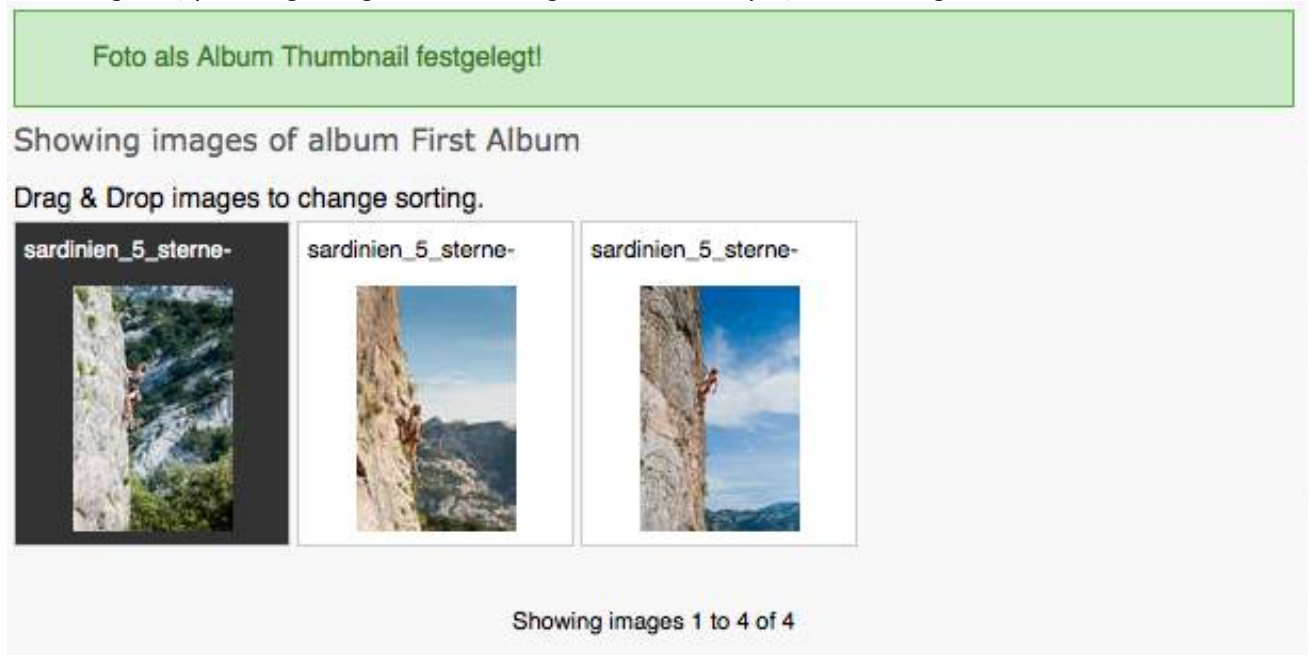 Foto als Album Thumbnail festgelegt!
Showing images of album First Album
Drag & Drop images to change sorting.
sardinien_5_sterne- sardinien_5_sterne- sardinien_5_sterne-
Showing images 1 to 4 of 4